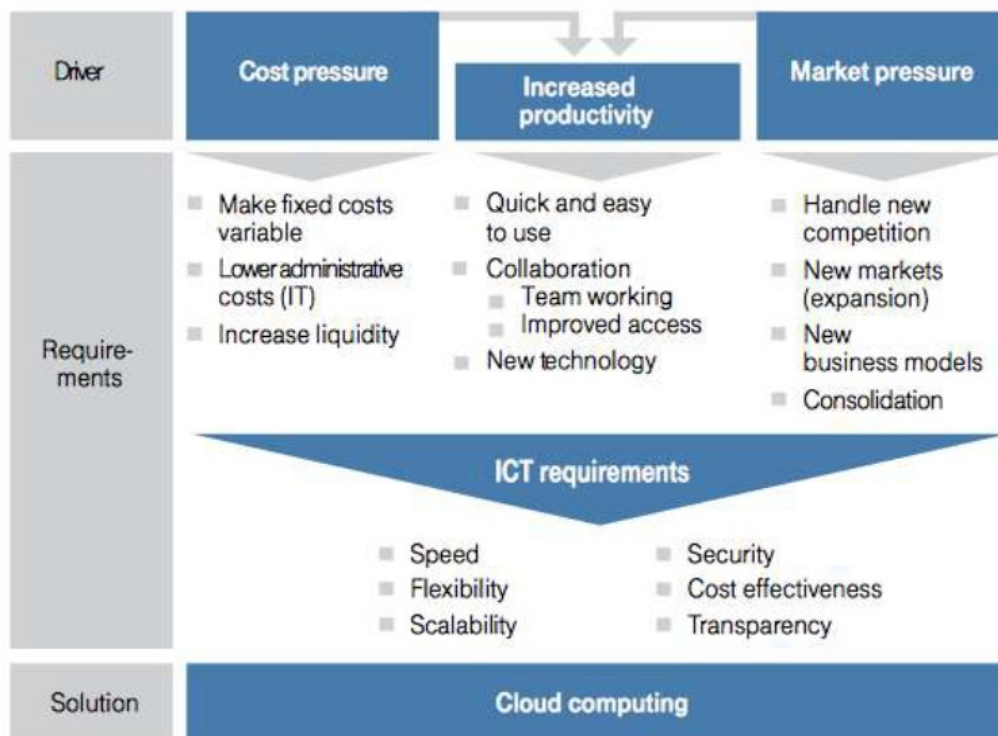 Driver
Cost pressure
Increased
productivity
Market pressure
Require-
ments
Make fixed costs
variable
Lower administrative
costs (IT)
Increase liquidity
Quick and easy
to use
Collaboration
Team working
Improved access
New technology
Handle new
competition
New markets
(expansion)
New
business models
Consolidation
ICT requirements
Speed
Flexibility
Scalability
Security
Cost effectiveness
Transparency
Solution
Cloud computing